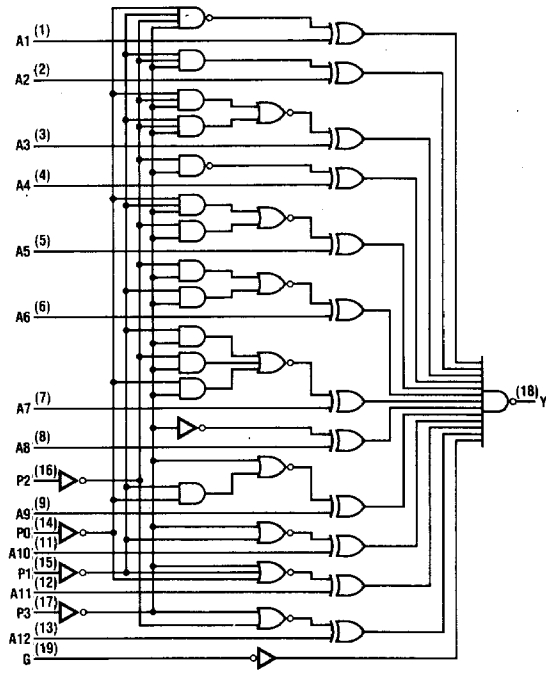 A1 (1)
A2 (2)
A3 (3)
A4 (4)
A5 (5)
A6 (6)
A7 (7)
(18) Y
A8 (8)
P2 (16)
A9 (9)
P0 (14)
A10 (11)
P1 (15)
A11 (12)
P3 (17)
A12 (13)
G (19)